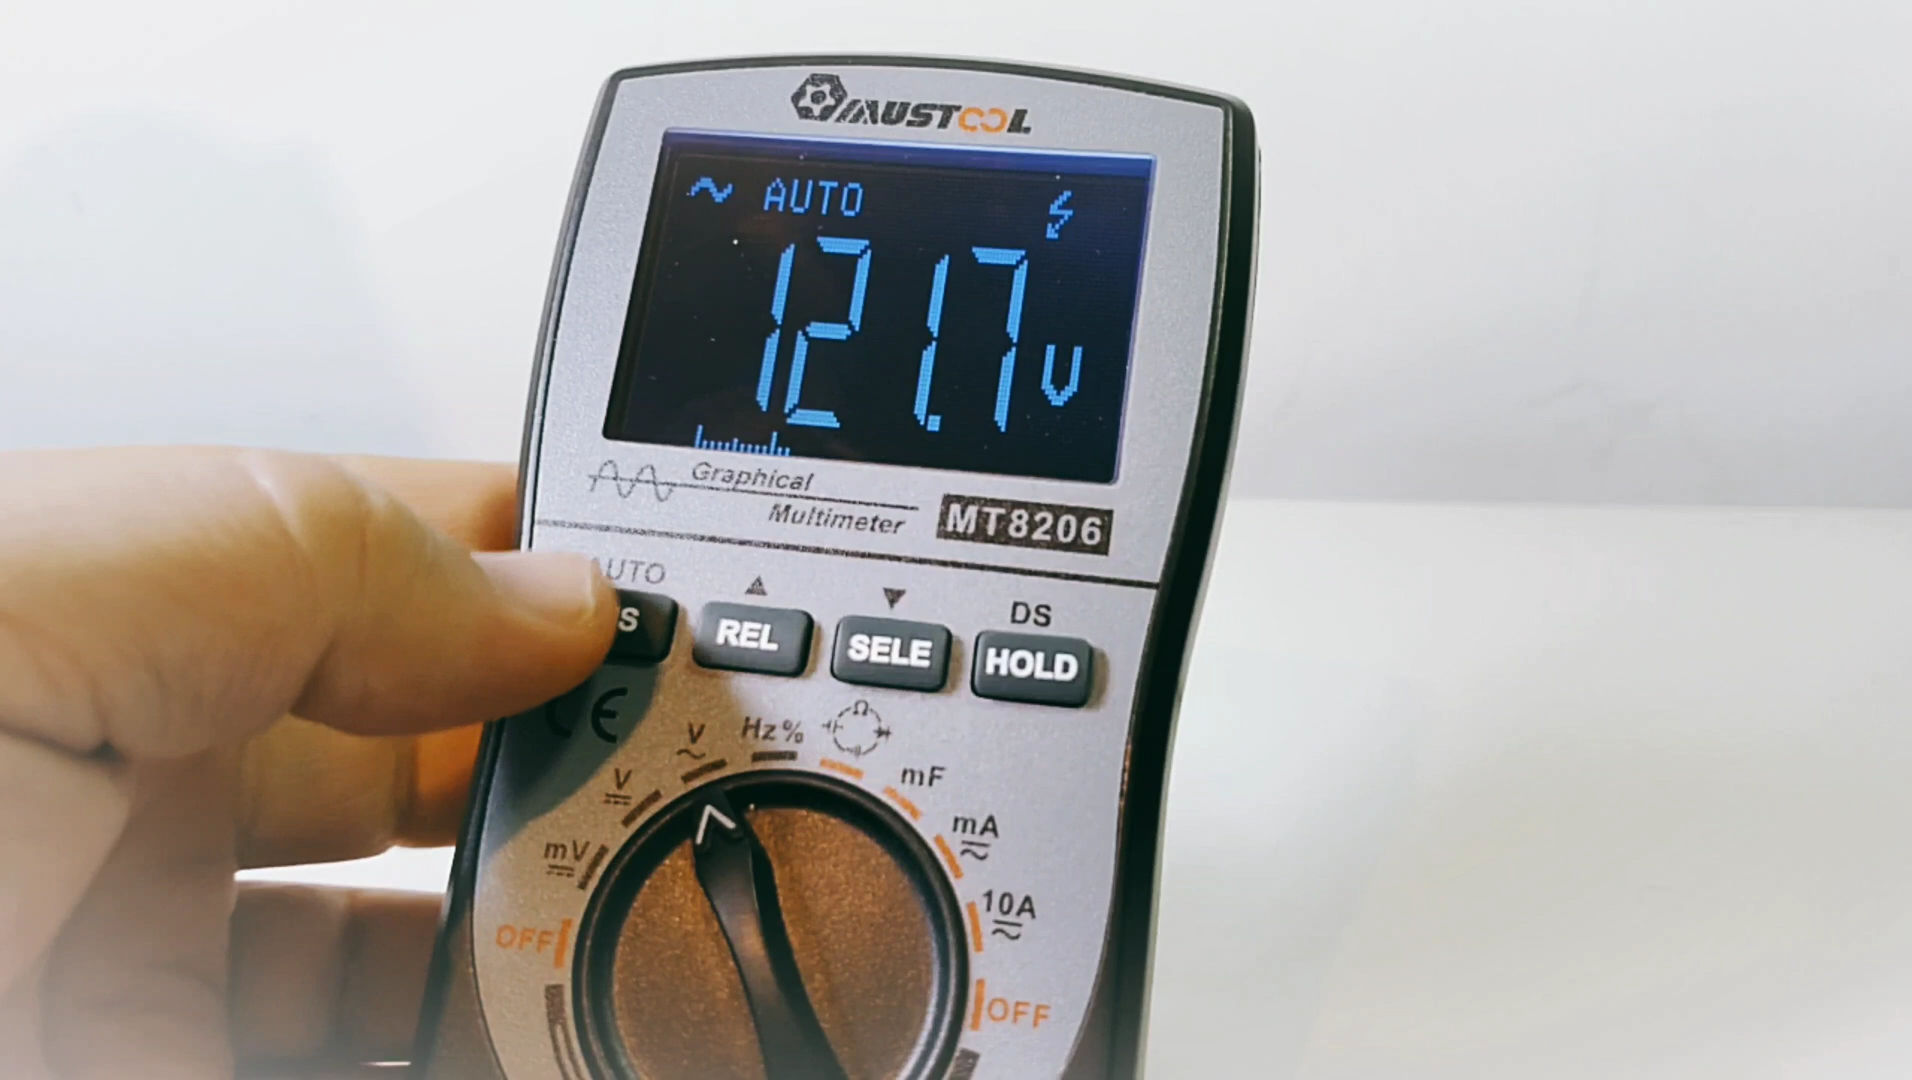 MUSTOOL
AUTO
121.7 V
Graphical
Multimeter
MT8206
AUTO
S
REL
SELE
HOLD
DS
CE
V
Hz%
Ω
mF
mA
10A
OFF
V
mV
OFF